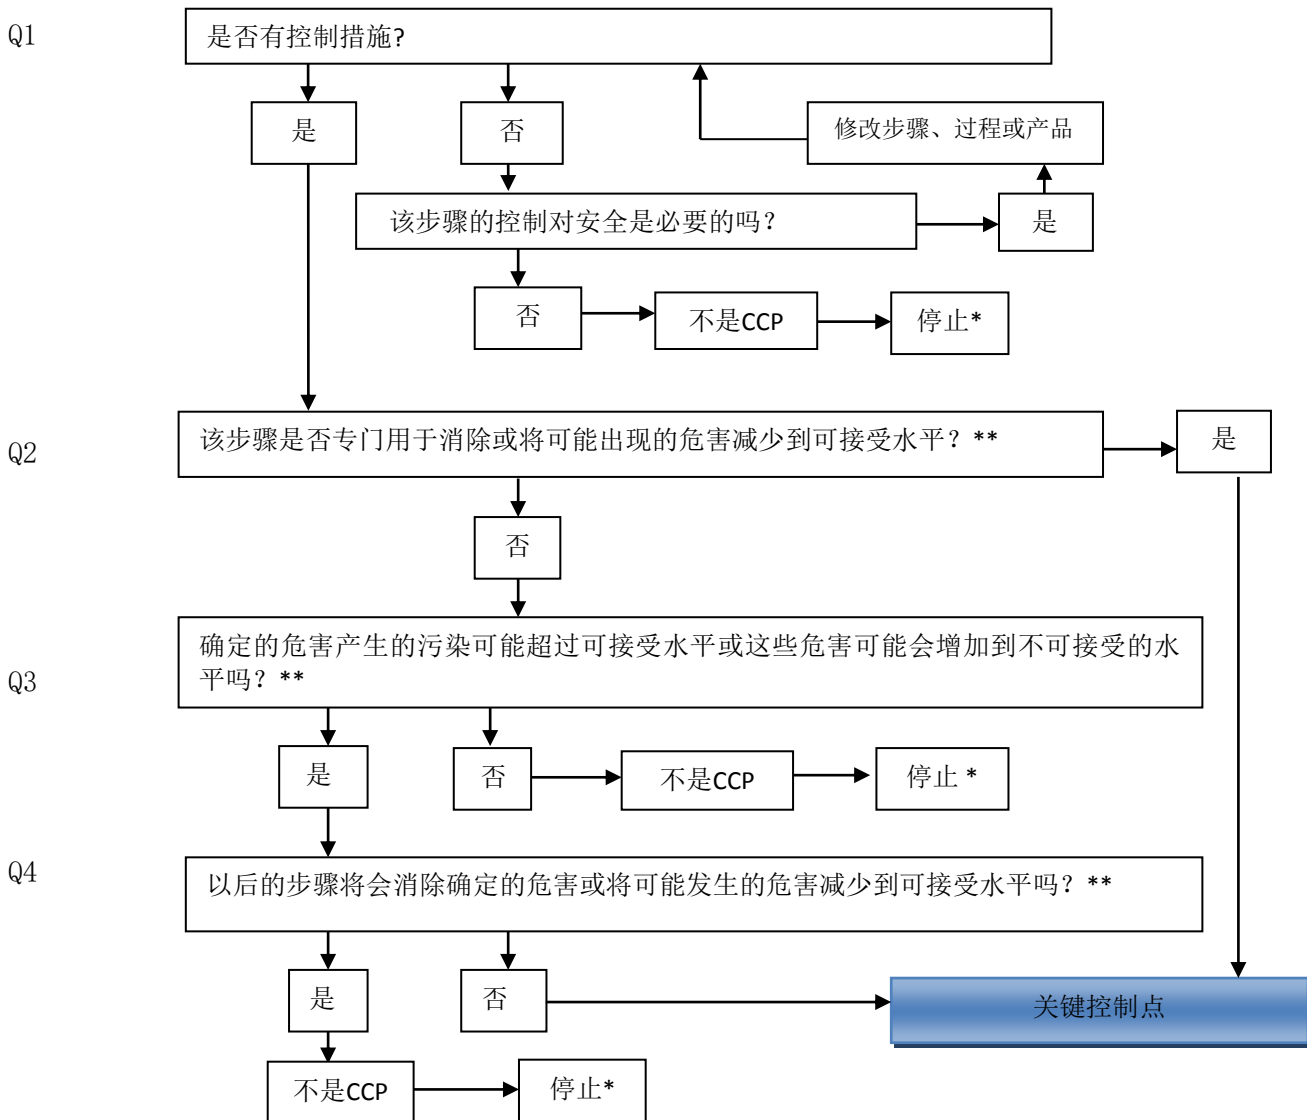 Q1
是否有控制措施?
是
否
修改步骤、过程或产品
该步骤的控制对安全是必要的吗?
是
否
不是CCP
停止*
Q2
该步骤是否专门用于消除或将可能出现的危害减少到可接受水平? **
是
否
Q3
确定的危害产生的污染可能超过可接受水平或这些危害可能会增加到不可接受的水
平吗? **
是
否
不是CCP
停止 *
Q4
以后的步骤将会消除确定的危害或将可能发生的危害减少到可接受水平吗? **
是
否
关键控制点
不是CCP
停止*